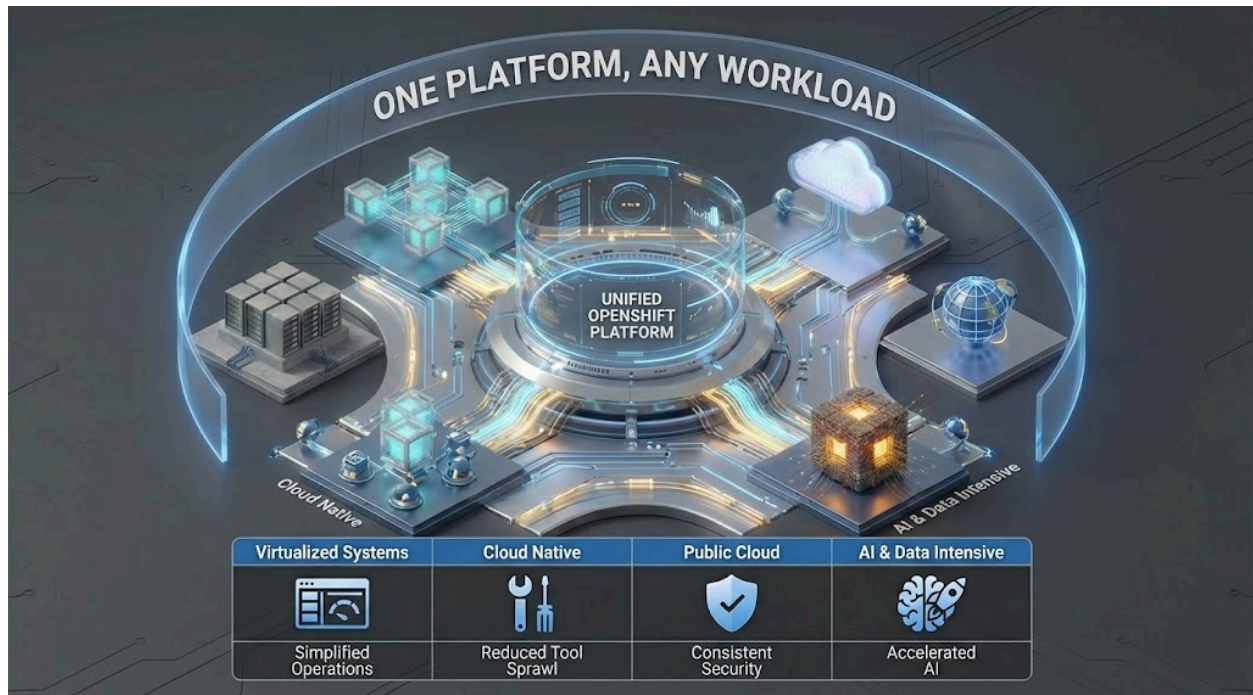 ONE PLATFORM, ANY WORKLOAD
UNIFIED
OPENSHIFT
PLATFORM
Cloud Native
AI & Data Intensive
Virtualized Systems
Cloud Native
Public Cloud
AI & Data Intensive
Simplified
Operations
Reduced Tool
Sprawl
Consistent
Security
Accelerated
AI